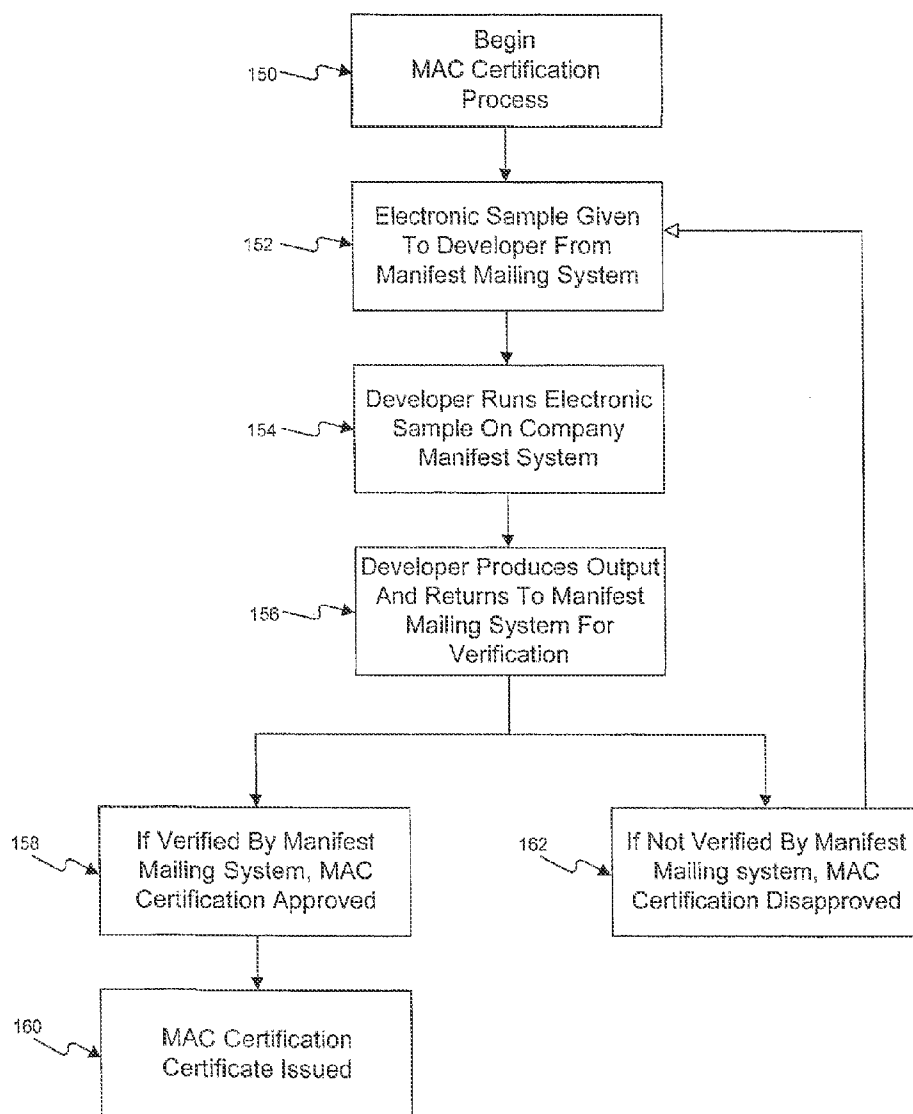 Begin
MAC Certification
Process
150
Electronic Sample Given
To Developer From
Manifest Mailing System
152
Developer Runs Electronic
Sample On Company
Manifest System
154
Developer Produces Output
And Returns To Manifest
Mailing System For
Verification
156
If Verified By Manifest
Mailing System, MAC
Certification Approved
158
If Not Verified By Manifest
Mailing system, MAC
Certification Disapproved
162
MAC Certification
Certificate Issued
160